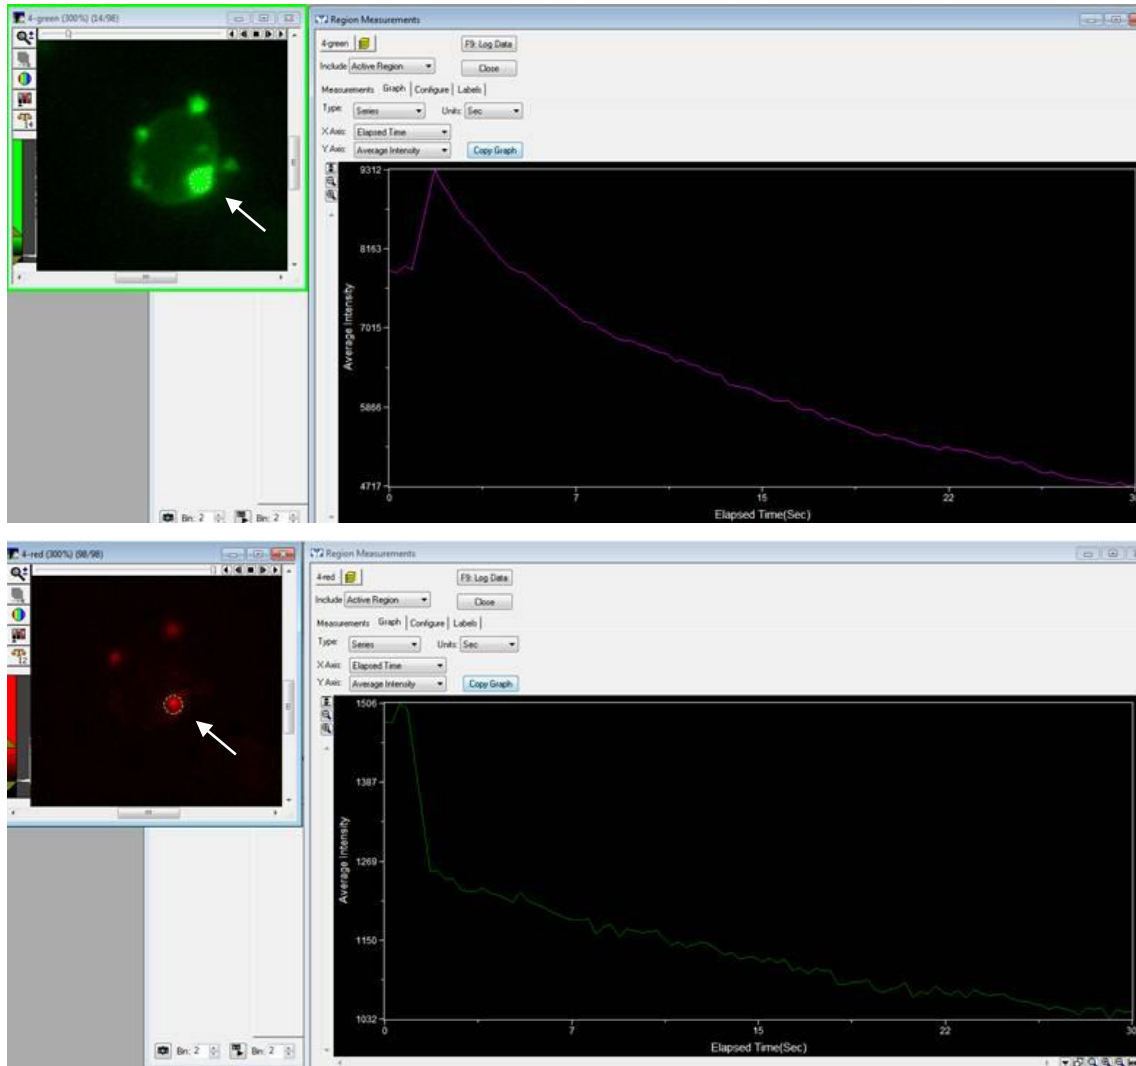 4-green (300%) (14/98)
Region Measurements
4-green
F9: Log Data
Include Active Region
Close
Measurements Graph Configure Labels
Type: Series Units: Sec
X Axis: Elapsed Time
Y Axis: Average Intensity Copy Graph
14
9312
8163
7015
5866
4717
Average Intensity
0 7 15 22 30
Elapsed Time(Sec)
Bin: 2 Bin: 2
4-red (300%) (98/98)
Region Measurements
4-red
F9: Log Data
Include Active Region
Close
Measurements Graph Configure Labels
Type: Series Units: Sec
X Axis: Elapsed Time
Y Axis: Average Intensity Copy Graph
12
1506
1387
1269
1150
1032
Average Intensity
0 7 15 22 30
Elapsed Time(Sec)
Bin: 2 Bin: 2